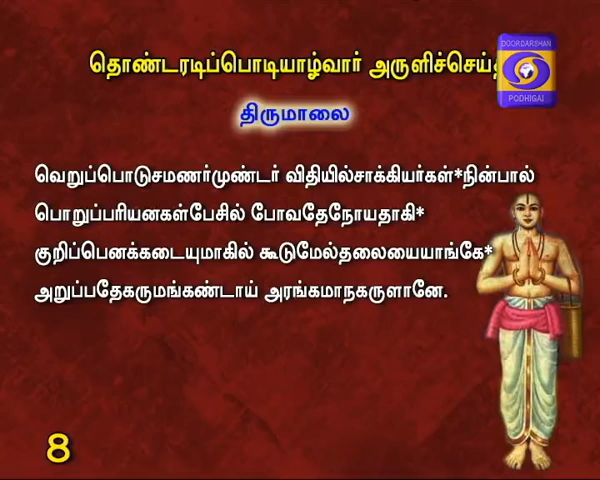 தொண்டரடிப்பொடியாழ்வார் அருளிச்செய்த
DOORDARSHAN
PODHIGAI
திருமாலை
வெறுப்பொடுசமணர்முண்டர் விதியில்சாக்கியர்கள்*நின்பால்
பொறுப்பரியனகள்பேசில் போவதேநோயதாகி*
குறிப்பெனக்கடையுமாகில் கூடுமேல்தலையையாங்கே*
அறுப்பதேகருமங்கண்டாய் அரங்கமாநகருளானே.
8